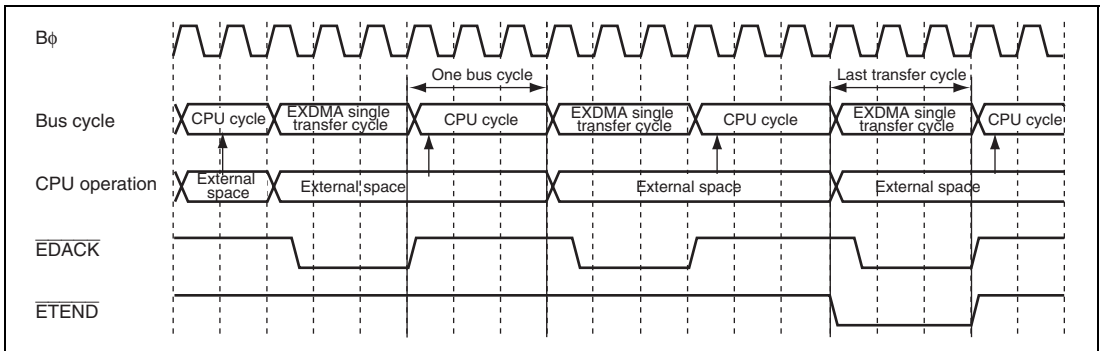 Bϕ
One bus cycle
Last transfer cycle
Bus cycle
CPU cycle
EXDMA single
transfer cycle
CPU cycle
EXDMA single
transfer cycle
CPU cycle
EXDMA single
transfer cycle
CPU cycle
CPU operation
External
space
External space
External space
External space
EDACK
ETEND